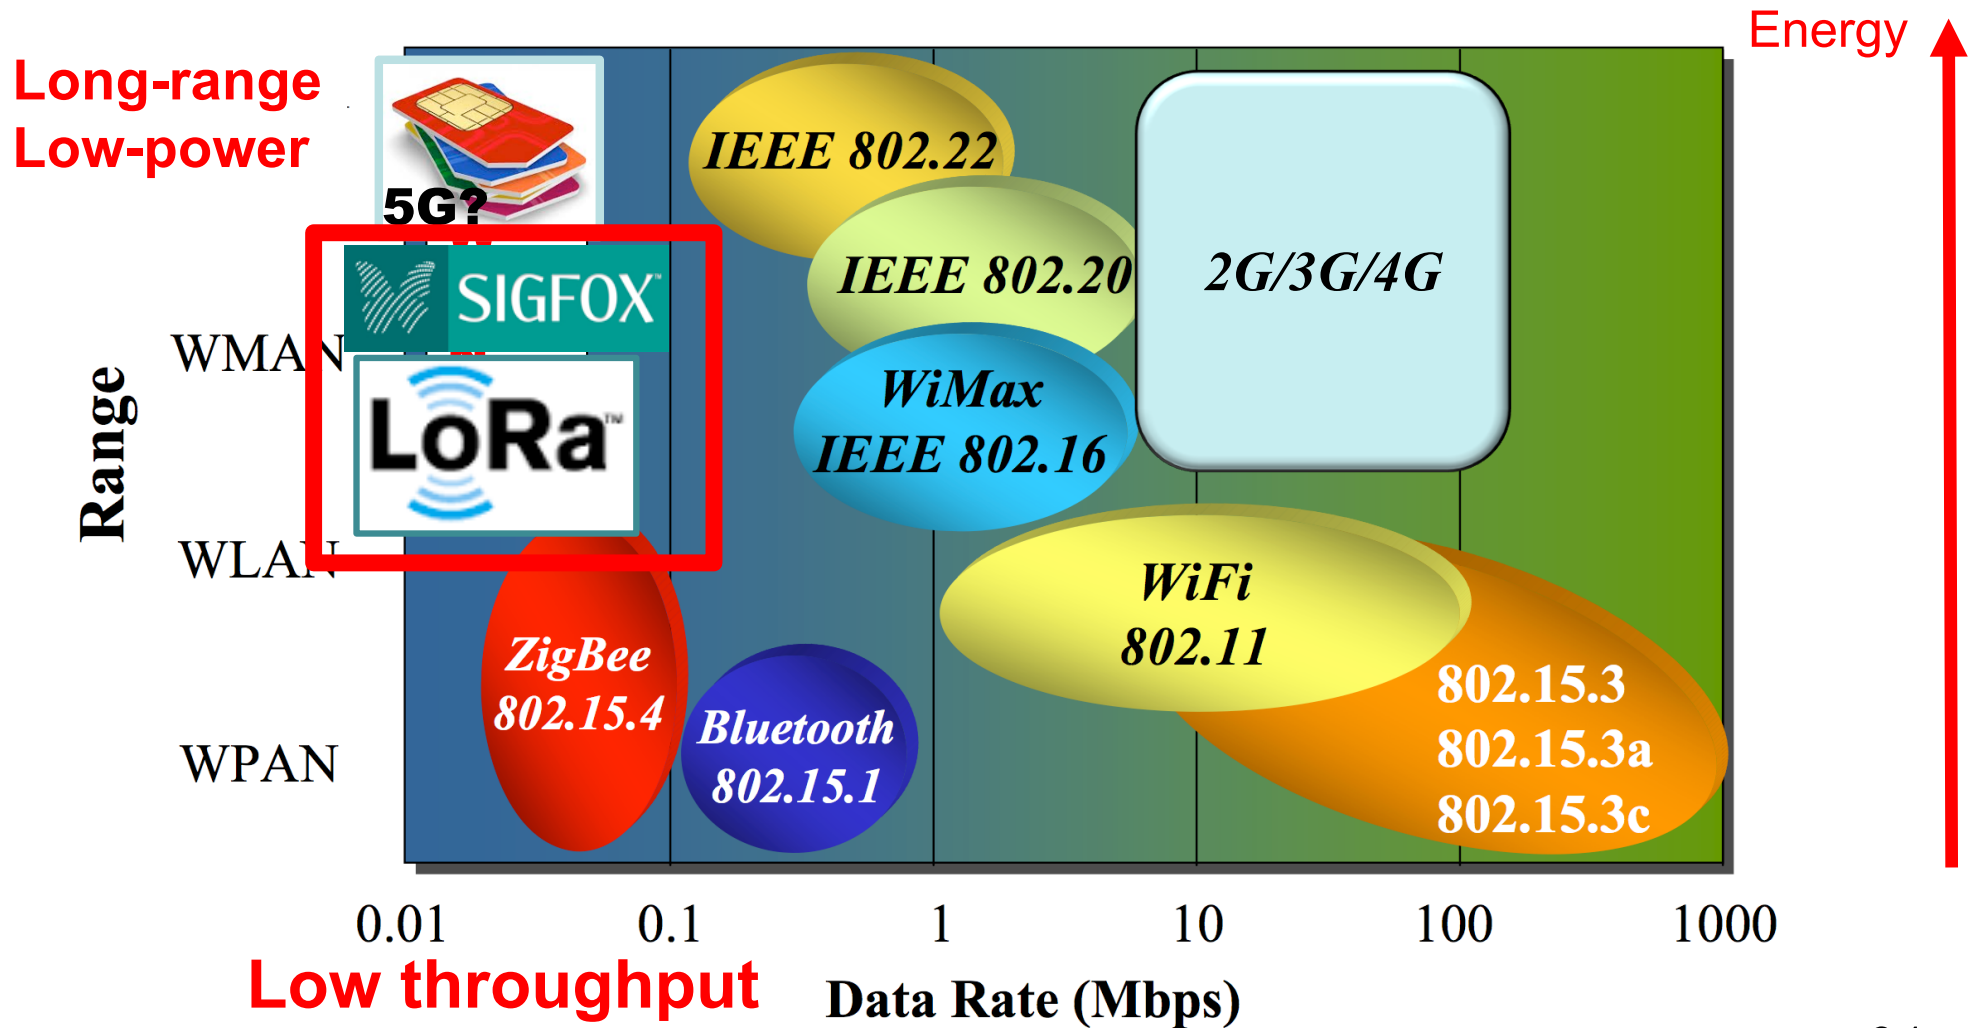 Energy
Long-range
Low-power
5G?
SIGFOX™
LoRa™
IEEE 802.22
IEEE 802.20
2G/3G/4G
WiMax
IEEE 802.16
WiFi
802.11
ZigBee
802.15.4
Bluetooth
802.15.1
802.15.3
802.15.3a
802.15.3c
Range
WMAN
WLAN
WPAN
0.01 0.1 1 10 100 1000
Low throughput
Data Rate (Mbps)